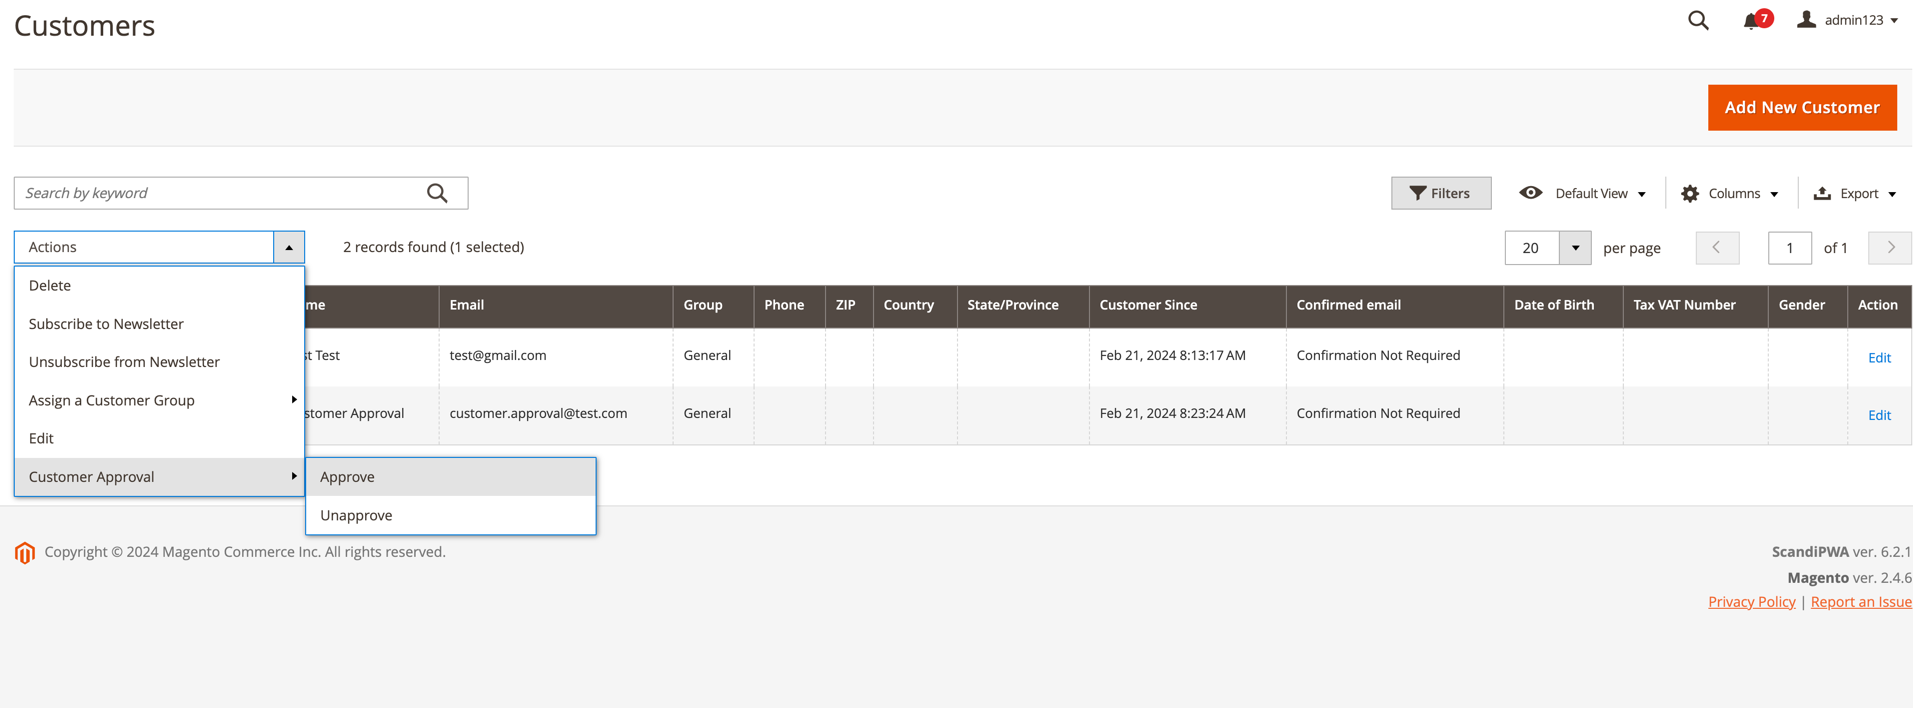 Customers
7
admin123
Add New Customer
Search by keyword
Filters
Default View
Columns
Export
Actions
2 records found (1 selected)
20
per page
1
of 1
Delete
Subscribe to Newsletter
Unsubscribe from Newsletter
Assign a Customer Group
Edit
Customer Approval
Approve
Unapprove
me Email Group Phone ZIP Country State/Province Customer Since Confirmed email Date of Birth Tax VAT Number Gender Action
st Test test@gmail.com General Feb 21, 2024 8:13:17 AM Confirmation Not Required Edit
stomer Approval customer.approval@test.com General Feb 21, 2024 8:23:24 AM Confirmation Not Required Edit
Copyright © 2024 Magento Commerce Inc. All rights reserved.
ScandiPWA ver. 6.2.1
Magento ver. 2.4.6
Privacy Policy | Report an Issue